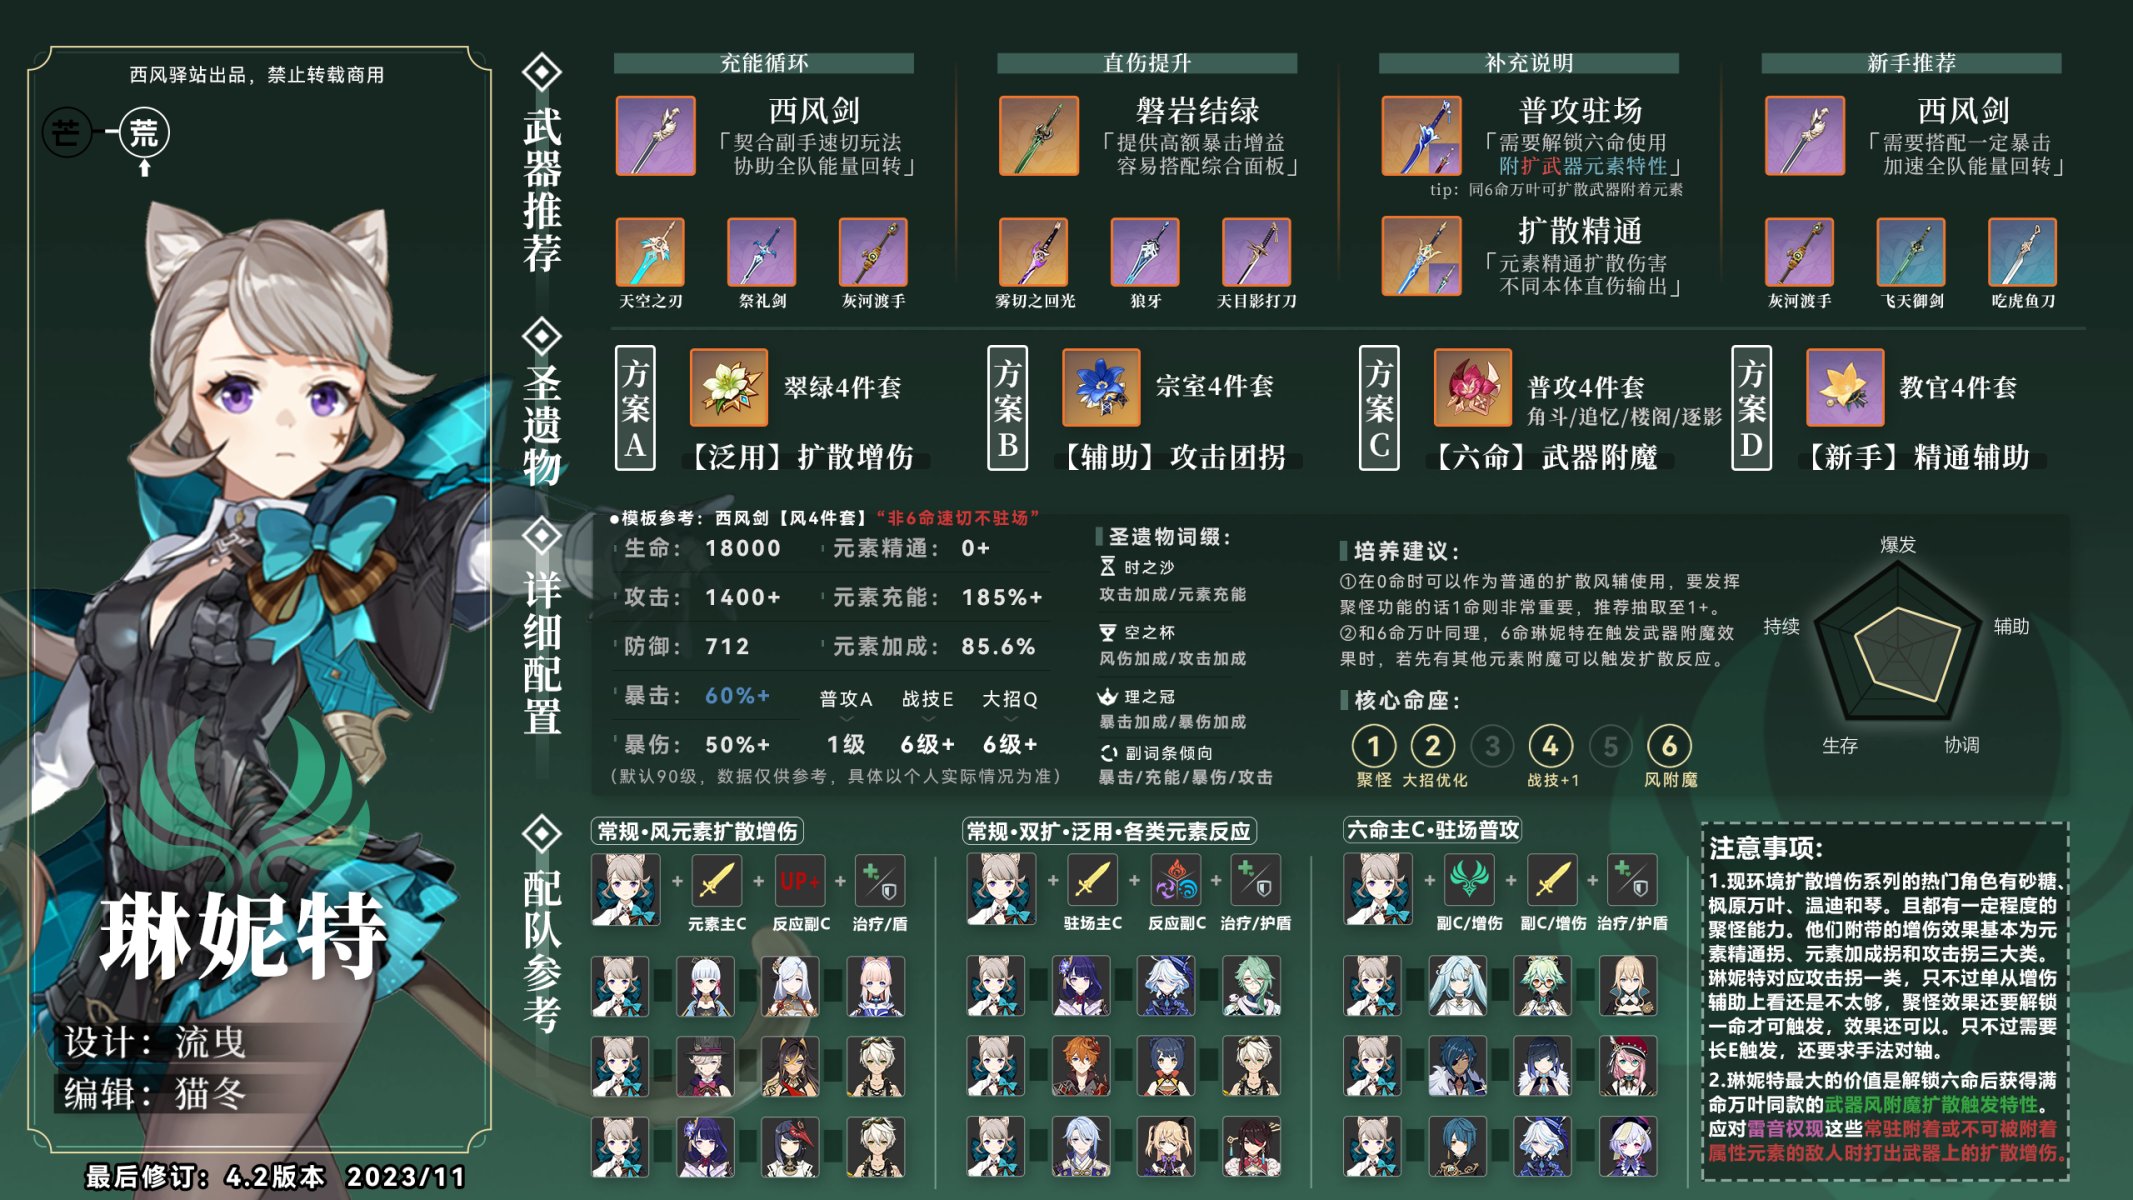 西风驿站出品，禁止转载商用
芒
荒
琳妮特
设计：流曳
编辑：猫冬
最后修订：4.2版本 2023/11
武器推荐
充能循环
西风剑
「契合副手速切玩法
协助全队能量回转」
天空之刃
祭礼剑
灰河渡手
直伤提升
磐岩结绿
「提供高额暴击增益
容易搭配综合面板」
雾切之回光
狼牙
天目影打刀
补充说明
普攻驻场
「需要解锁六命使用
附扩武器元素特性」
tip：同6命万叶可扩散武器附着元素
扩散精通
「元素精通扩散伤害
不同本体直伤输出」
新手推荐
西风剑
「需要搭配一定暴击
加速全队能量回转」
灰河渡手
飞天御剑
吃虎鱼刀
圣遗物
方案A
翠绿4件套
【泛用】扩散增伤
方案B
宗室4件套
【辅助】攻击团拐
方案C
普攻4件套
角斗/追忆/楼阁/逐影
【六命】武器附魔
方案D
教官4件套
【新手】精通辅助
详细配置
●模板参考：西风剑【风4件套】“非6命速切不驻场”
生命：18000 元素精通：0+
攻击：1400+ 元素充能：185%+
防御：712 元素加成：85.6%
暴击：60%+ 普攻A 战技E 大招Q
暴伤：50%+ 1级 6级+ 6级+
（默认90级，数据仅供参考，具体以个人实际情况为准）
圣遗物词缀：
时之沙
攻击加成/元素充能
空之杯
风伤加成/攻击加成
理之冠
暴击加成/暴伤加成
副词条倾向
暴击/充能/暴伤/攻击
培养建议：
①在0命时可以作为普通的扩散风辅使用，要发挥
聚怪功能的话1命则非常重要，推荐抽取至1+。
②和6命万叶同理，6命琳妮特在触发武器附魔效
果时，若先有其他元素附魔可以触发扩散反应。
核心命座：
1 2 3 4 5 6
聚怪 大招优化 战技+1 风附魔
爆发
辅助
协调
生存
持续
配队参考
常规·风元素扩散增伤
+ + UP+ +
元素主C 反应副C 治疗/盾
常规·双扩·泛用·各类元素反应
+ + +
驻场主C 反应副C 治疗/护盾
六命主C·驻场普攻
+ + +
副C/增伤 副C/增伤 治疗/护盾
注意事项：
1.现环境扩散增伤系列的热门角色有砂糖、
枫原万叶、温迪和琴。且都有一定程度的
聚怪能力。他们附带的增伤效果基本为元
素精通拐、元素加成拐和攻击拐三大类。
琳妮特对应攻击拐一类，只不过单从增伤
辅助上看还是不太够，聚怪效果还要解锁
一命才可触发，效果还可以。只不过需要
长E触发，还要求手法对轴。
2.琳妮特最大的价值是解锁六命后获得满
命万叶同款的武器风附魔扩散触发特性。
应对雷音权现这些常驻附着或不可被附着
属性元素的敌人时打出武器上的扩散增伤。